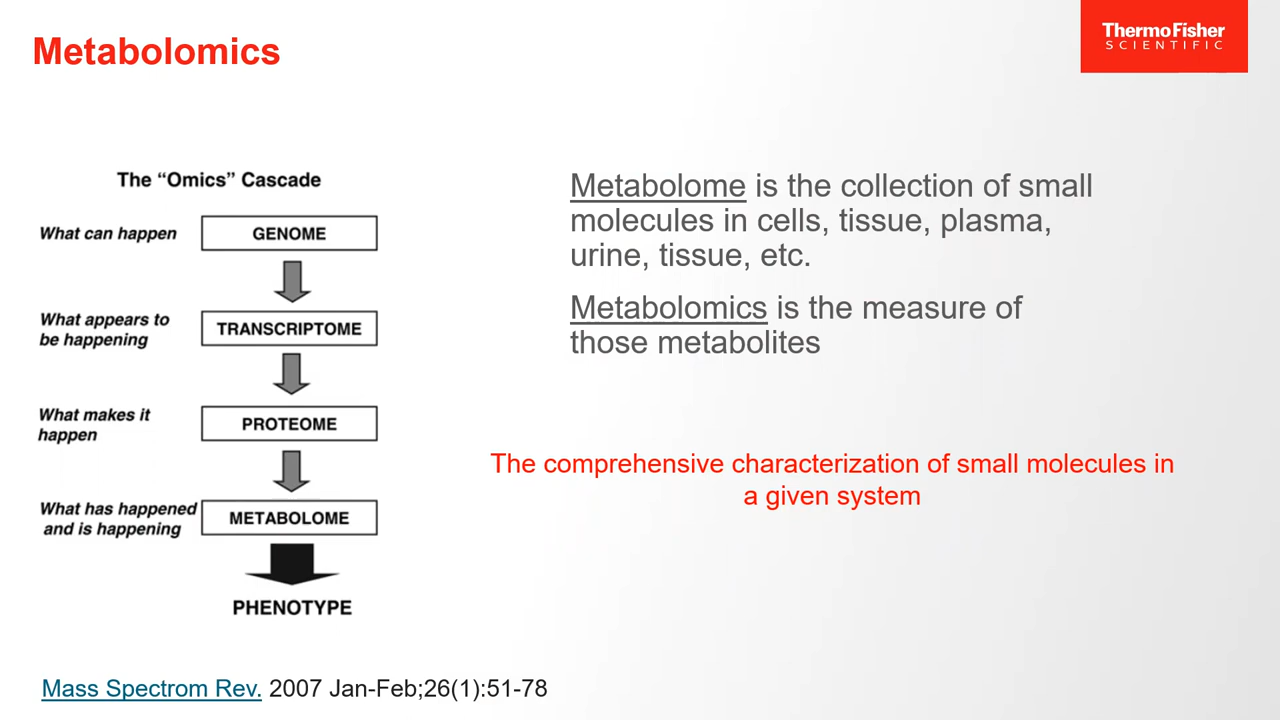 Metabolomics
ThermoFisher
SCIENTIFIC
The “Omics” Cascade
What can happen
GENOME
What appears to
be happening
TRANSCRIPTOME
What makes it
happen
PROTEOME
What has happened
and is happening
METABOLOME
PHENOTYPE
Metabolome is the collection of small
molecules in cells, tissue, plasma,
urine, tissue, etc.
Metabolomics is the measure of
those metabolites
The comprehensive characterization of small molecules in
a given system
Mass Spectrom Rev. 2007 Jan-Feb;26(1):51-78